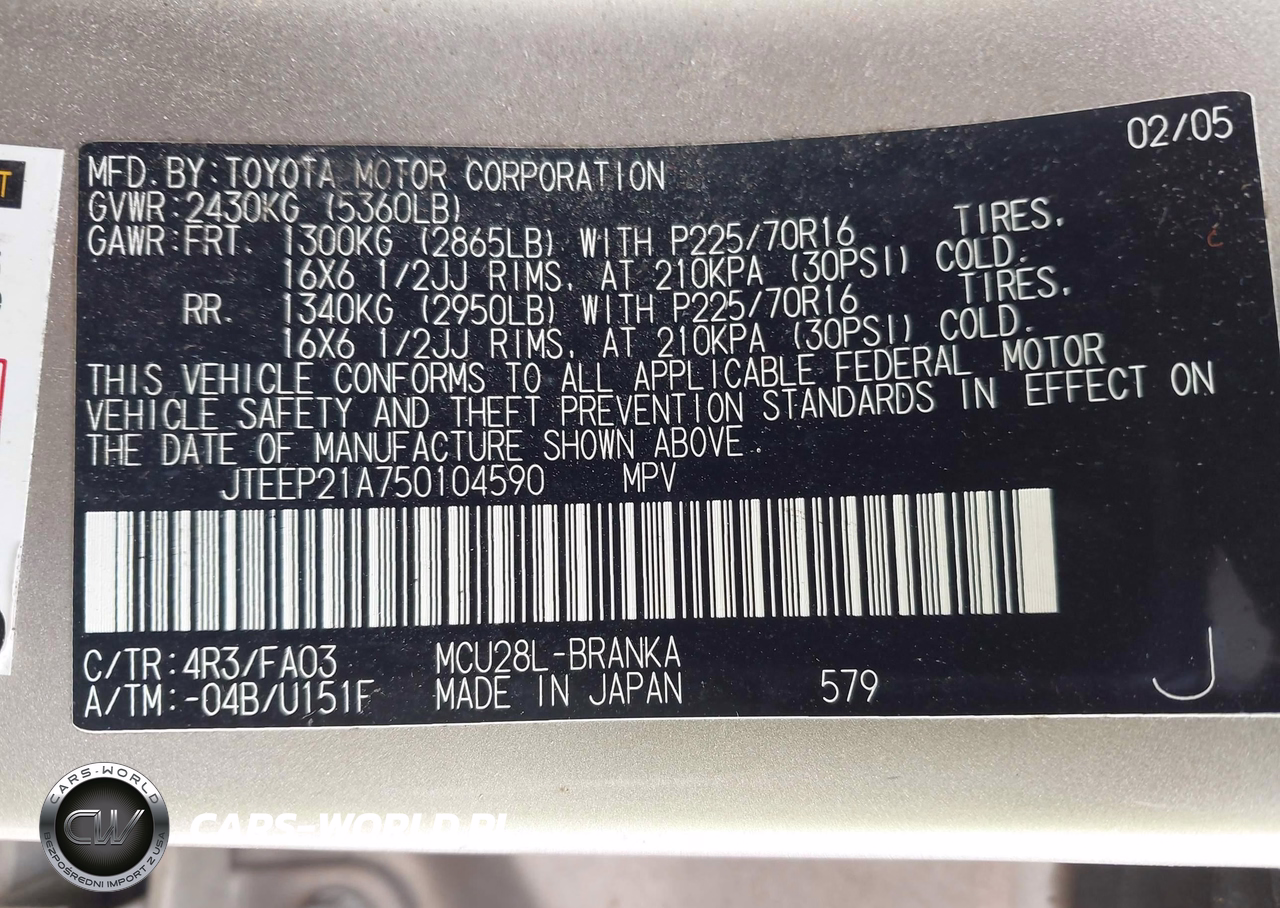 02/05
MFD. BY:TOYOTA MOTOR CORPORATION
GVWR:2430KG (5360LB)
GAWR:FRT. 1300KG (2865LB) WITH P225/70R16 TIRES,
16X6 1/2JJ RIMS, AT 210KPA (30PSI) COLD.
RR. 1340KG (2950LB) WITH P225/70R16 TIRES,
16X6 1/2JJ RIMS, AT 210KPA (30PSI) COLD.
THIS VEHICLE CONFORMS TO ALL APPLICABLE FEDERAL MOTOR
VEHICLE SAFETY AND THEFT PREVENTION STANDARDS IN EFFECT ON
THE DATE OF MANUFACTURE SHOWN ABOVE.
JTEEP21A750104590 MPV
C/TR:4R3/FA03 MCU28L-BRANKA
A/TM:-04B/U151F MADE IN JAPAN 579
J
T
CARS-WORLD
CW
BEZPOŚREDNI IMPORT Z USA
CARS-WORLD.PL